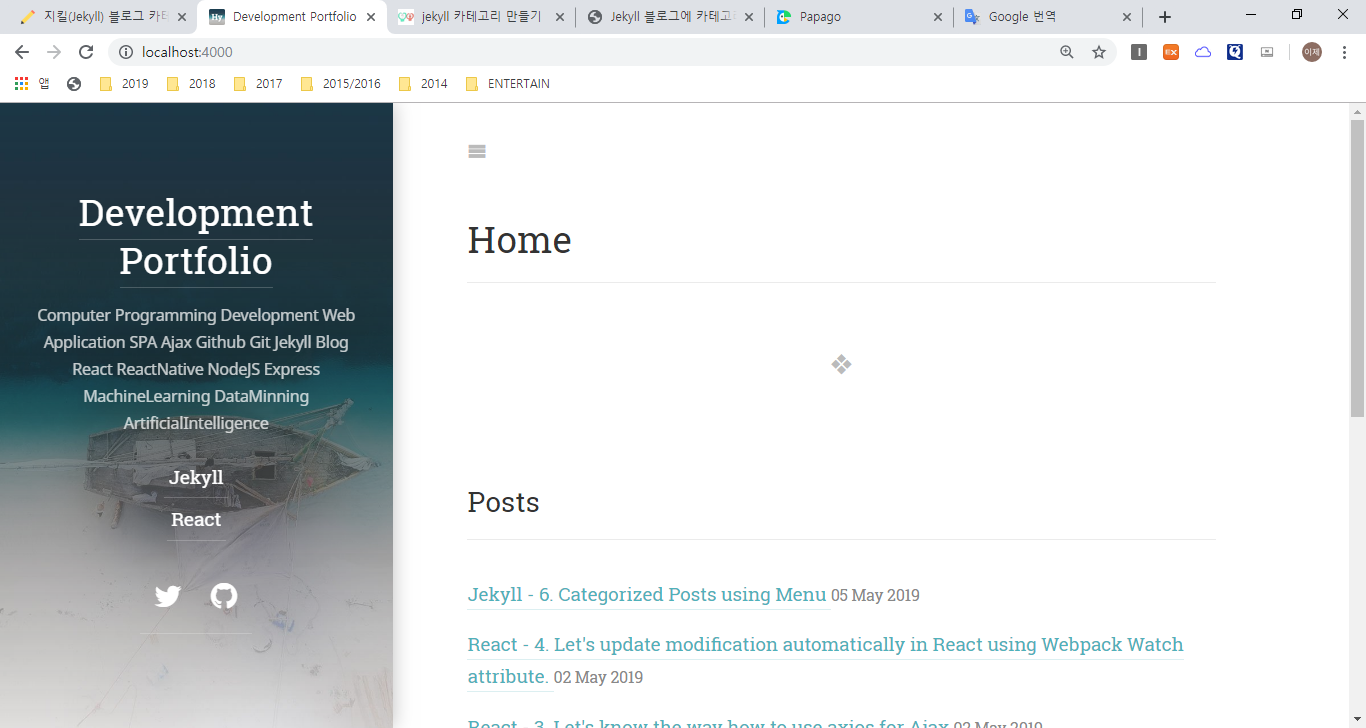 지킬(Jekyll) 블로그 카테
Development Portfolio
jekyll 카테고리 만들기
Jekyll 블로그에 카테고
Papago
Google 번역
localhost:4000
이제
앱
2019
2018
2017
2015/2016
2014
ENTERTAIN
Development
Portfolio
Computer Programming Development Web
Application SPA Ajax Github Git Jekyll Blog
React ReactNative NodeJS Express
MachineLearning DataMinning
ArtificialIntelligence
Jekyll
React
Home
Posts
Jekyll - 6. Categorized Posts using Menu 05 May 2019
React - 4. Let's update modification automatically in React using Webpack Watch
attribute. 02 May 2019
React - 3. Let's know the way how to use axios for Ajax 02 May 2019